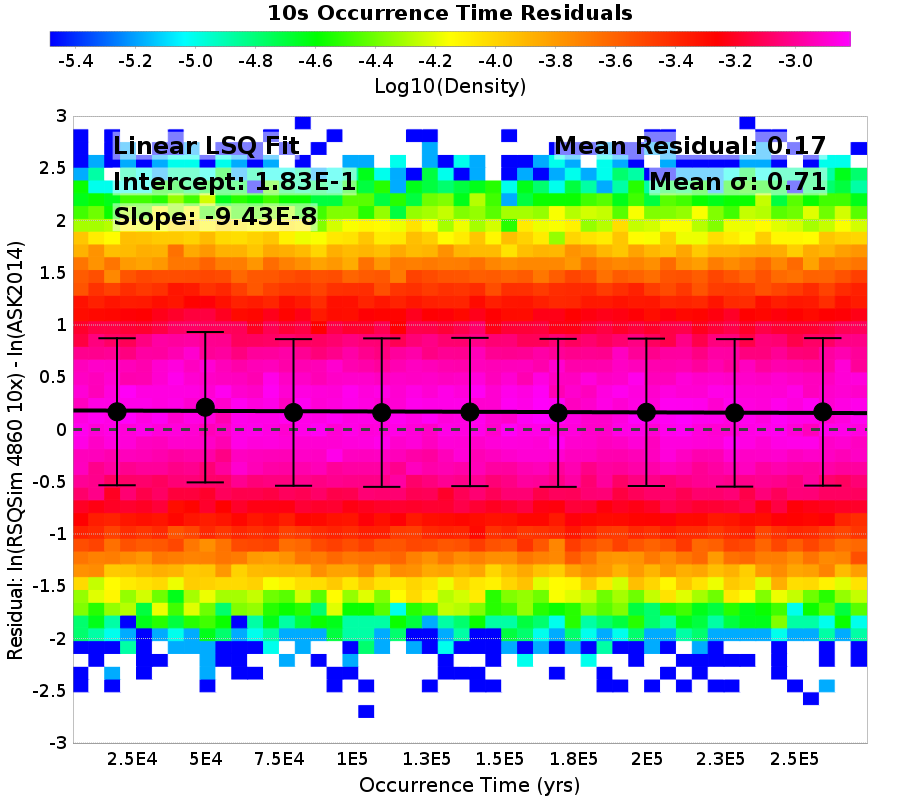 10s Occurrence Time Residuals
-5.4 -5.2 -5.0 -4.8 -4.6 -4.4 -4.2 -4.0 -3.8 -3.6 -3.4 -3.2 -3.0
Log10(Density)
Linear LSQ Fit
Mean Residual: 0.17
Intercept: 1.83E-1
Mean σ: 0.71
Slope: -9.43E-8
3
2.5
2
1.5
1
0.5
0
-0.5
-1
-1.5
-2
-2.5
-3
Residual: ln(RSQSim 4860 10x) - ln(ASK2014)
2.5E4 5E4 7.5E4 1E5 1.3E5 1.5E5 1.8E5 2E5 2.3E5 2.5E5
Occurrence Time (yrs)